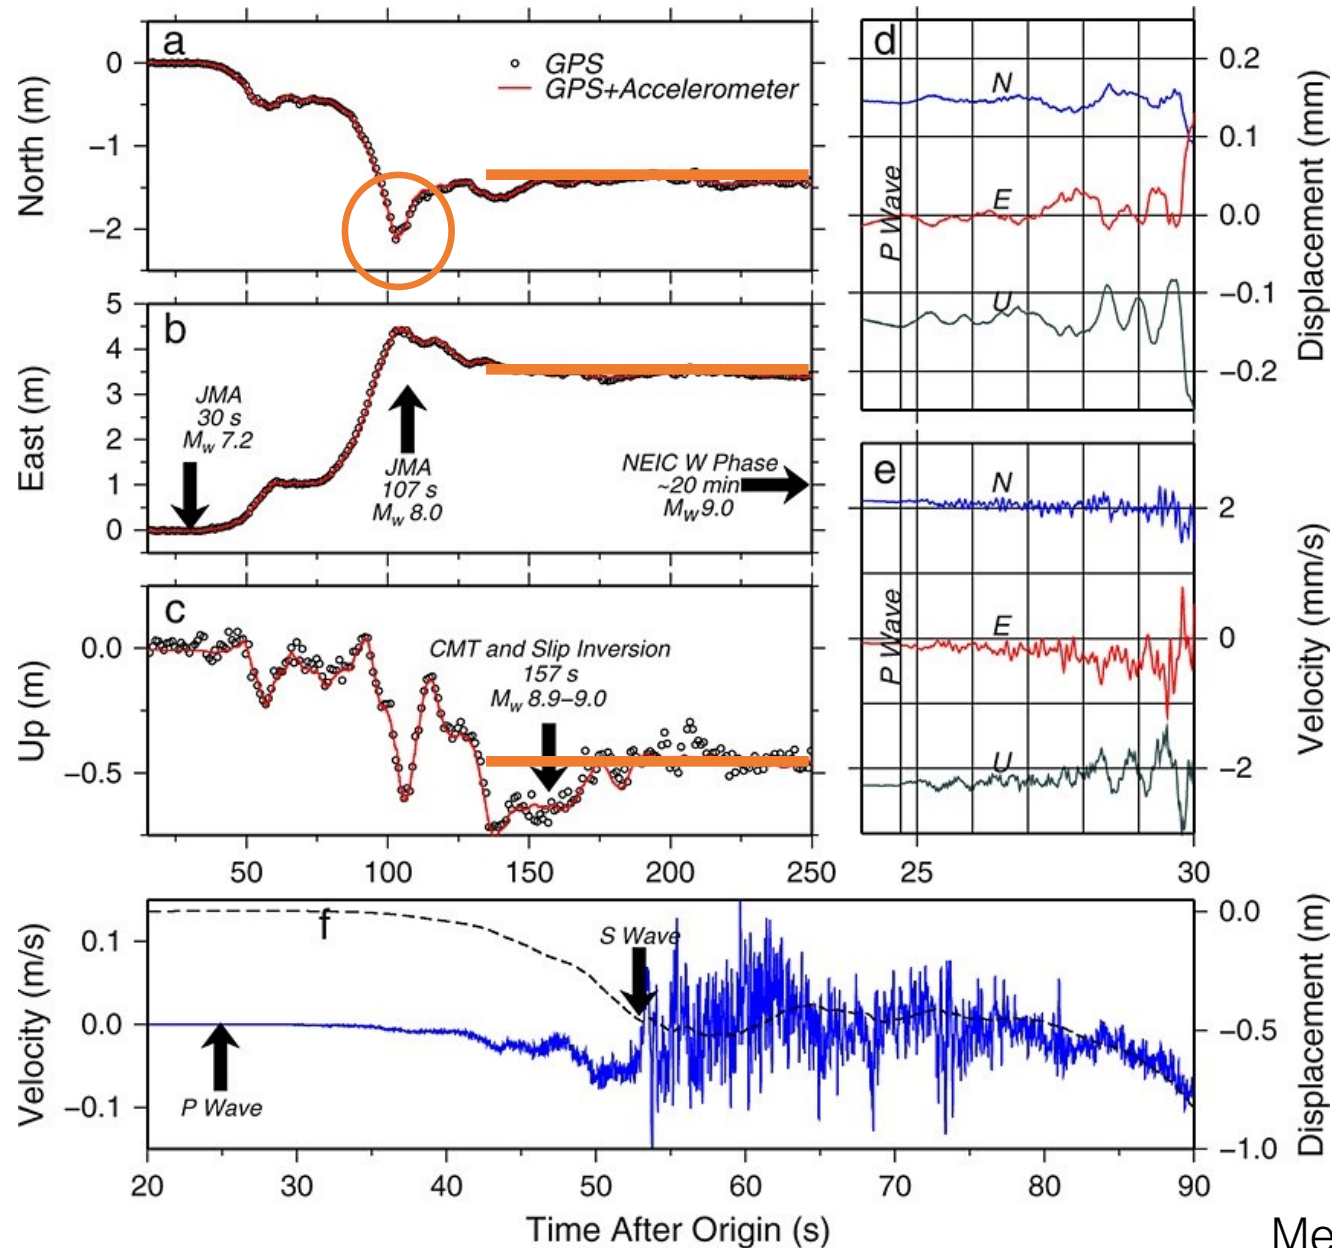 a
GPS
GPS+Accelerometer
North (m)
0
−1
−2
b
East (m)
5
4
3
2
1
0
JMA
30 s
Mw 7.2
JMA
107 s
Mw 8.0
NEIC W Phase
~20 min
Mw 9.0
c
Up (m)
0.0
−0.5
CMT and Slip Inversion
157 s
Mw 8.9–9.0
50 100 150 200 250
d
N
E
U
P Wave
0.2
0.1
0.0
−0.1
−0.2
Displacement (mm)
e
N
E
U
P Wave
2
0
−2
Velocity (mm/s)
25 30
f
Velocity (m/s)
0.1
0.0
−0.1
P Wave
S Wave
0.0
−0.5
−1.0
Displacement (m)
20 30 40 50 60 70 80 90
Time After Origin (s)
Me